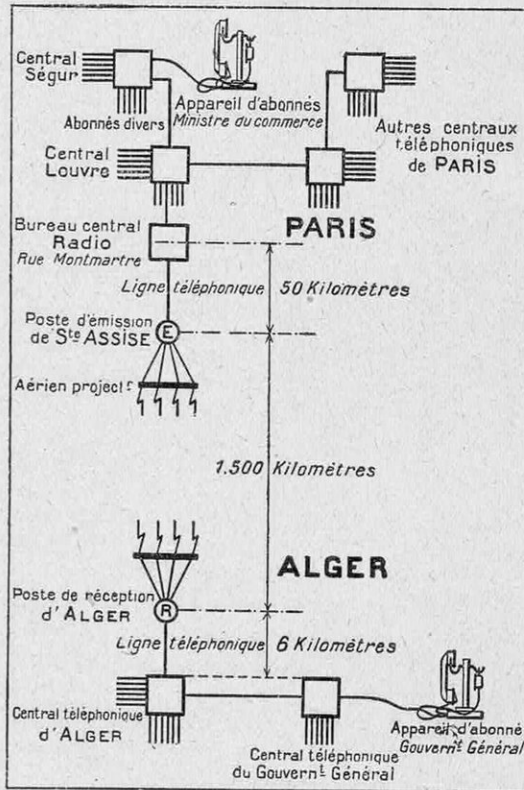 Central
Ségur
Appareil d'abonnés
Ministre du commerce
Abonnés divers
Autres centraux
téléphoniques
de PARIS
Central
Louvre
PARIS
Bureau central
Radio
Rue Montmartre
Ligne téléphonique
50 Kilomètres
Poste d'émission
de Ste ASSISE
E
Aérien projectr
1.500 Kilomètres
ALGER
Poste de réception
d'ALGER
R
Ligne téléphonique
6 Kilomètres
Central téléphonique
d'ALGER
Central téléphonique
du Gouvernt Général
Appareil d'abonné
Gouvernt Général